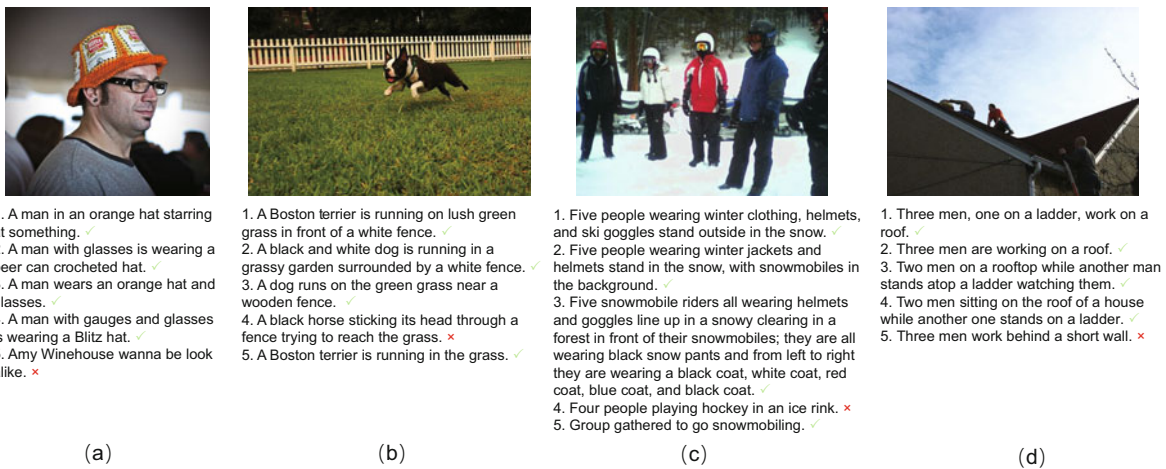 . A man in an orange hat starring
t something. ✓
. A man with glasses is wearing a
eer can crocheted hat. ✓
. A man wears an orange hat and
lasses. ✓
. A man with gauges and glasses
s wearing a Blitz hat. ✓
. Amy Winehouse wanna be look
like. ×
(a)
1. A Boston terrier is running on lush green
grass in front of a white fence. ✓
2. A black and white dog is running in a
grassy garden surrounded by a white fence. ✓
3. A dog runs on the green grass near a
wooden fence. ✓
4. A black horse sticking its head through a
fence trying to reach the grass. ×
5. A Boston terrier is running in the grass. ✓
(b)
1. Five people wearing winter clothing, helmets,
and ski goggles stand outside in the snow. ✓
2. Five people wearing winter jackets and
helmets stand in the snow, with snowmobiles in
the background. ✓
3. Five snowmobile riders all wearing helmets
and goggles line up in a snowy clearing in a
forest in front of their snowmobiles; they are all
wearing black snow pants and from left to right
they are wearing a black coat, white coat, red
coat, blue coat, and black coat. ✓
4. Four people playing hockey in an ice rink. ×
5. Group gathered to go snowmobiling. ✓
(c)
1. Three men, one on a ladder, work on a
roof. ✓
2. Three men are working on a roof. ✓
3. Two men on a rooftop while another man
stands atop a ladder watching them. ✓
4. Two men sitting on the roof of a house
while another one stands on a ladder. ✓
5. Three men work behind a short wall. ×
(d)